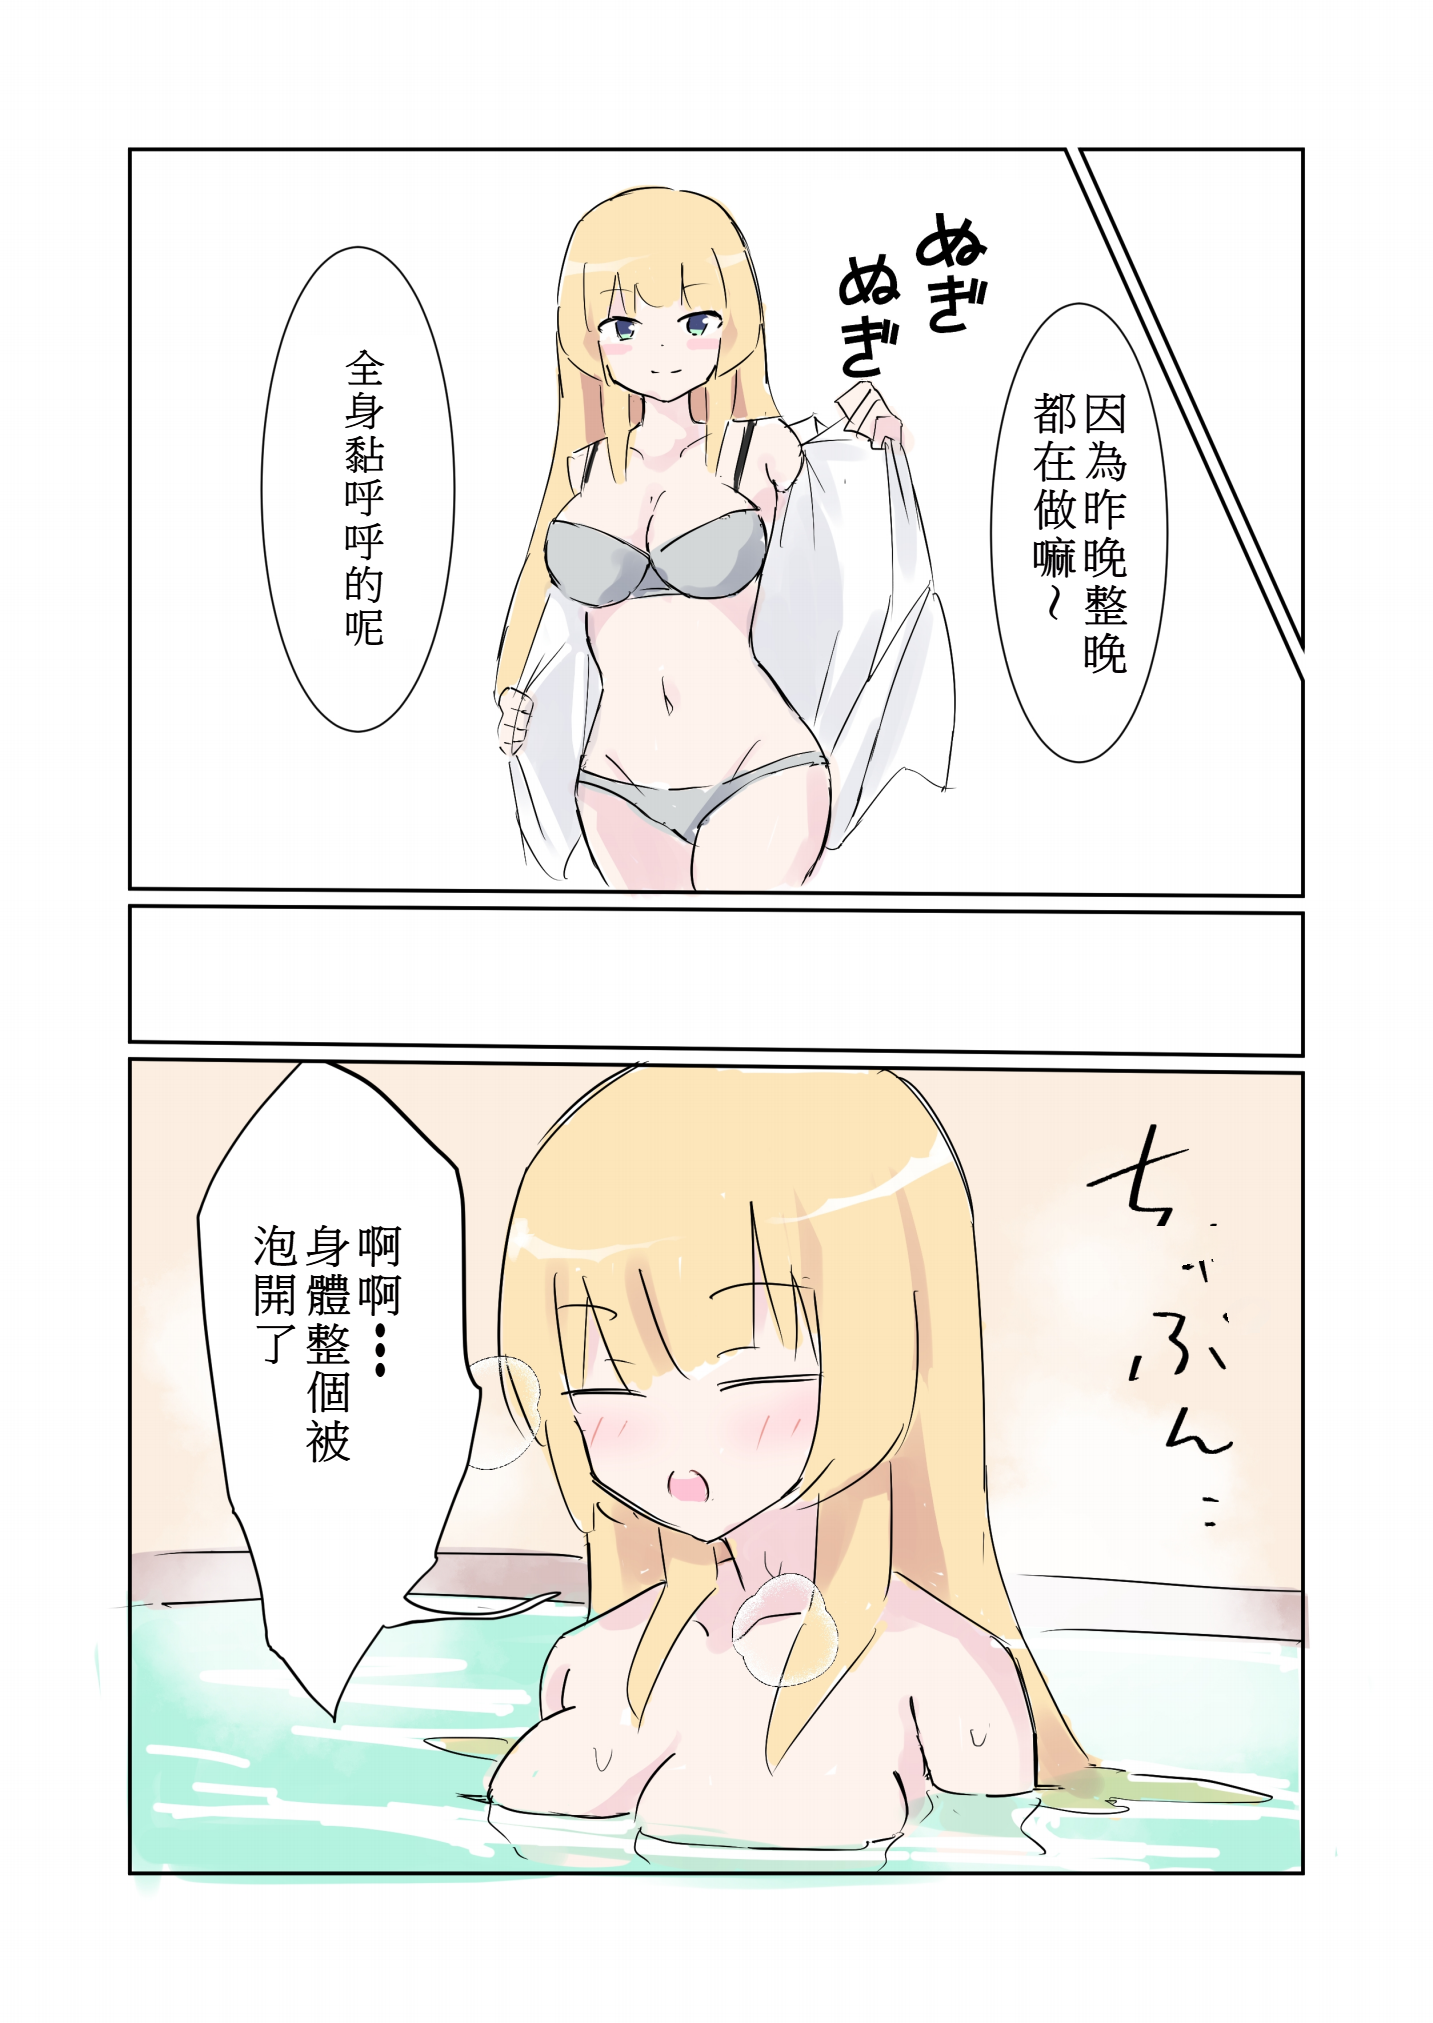 因為昨晚整晚
都在做嘛～
ぬぎ
ぬぎ
全身黏呼呼的呢
ちゃぷん…
啊啊…
身體整個被
泡開了